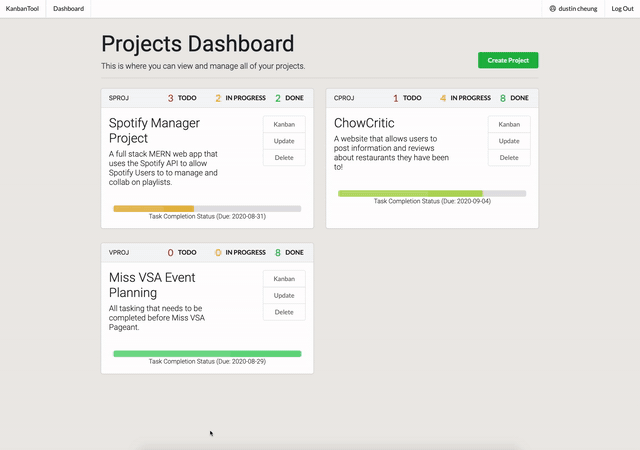 KanbanTool Dashboard dustin cheung Log Out
Projects Dashboard
This is where you can view and manage all of your projects.
Create Project
SPROJ 3 TODO 2 IN PROGRESS 2 DONE
Spotify Manager
Project
A full stack MERN web app that
uses the Spotify API to allow
Spotify Users to to manage and
collab on playlists.
Kanban
Update
Delete
Task Completion Status (Due: 2020-08-31)
CPROJ 1 TODO 4 IN PROGRESS 8 DONE
ChowCritic
A website that allows users to
post information and reviews
about restaurants they have been
to!
Kanban
Update
Delete
Task Completion Status (Due: 2020-09-04)
VPROJ 0 TODO 0 IN PROGRESS 8 DONE
Miss VSA Event
Planning
All tasking that needs to be
completed before Miss VSA
Pageant.
Kanban
Update
Delete
Task Completion Status (Due: 2020-08-29)